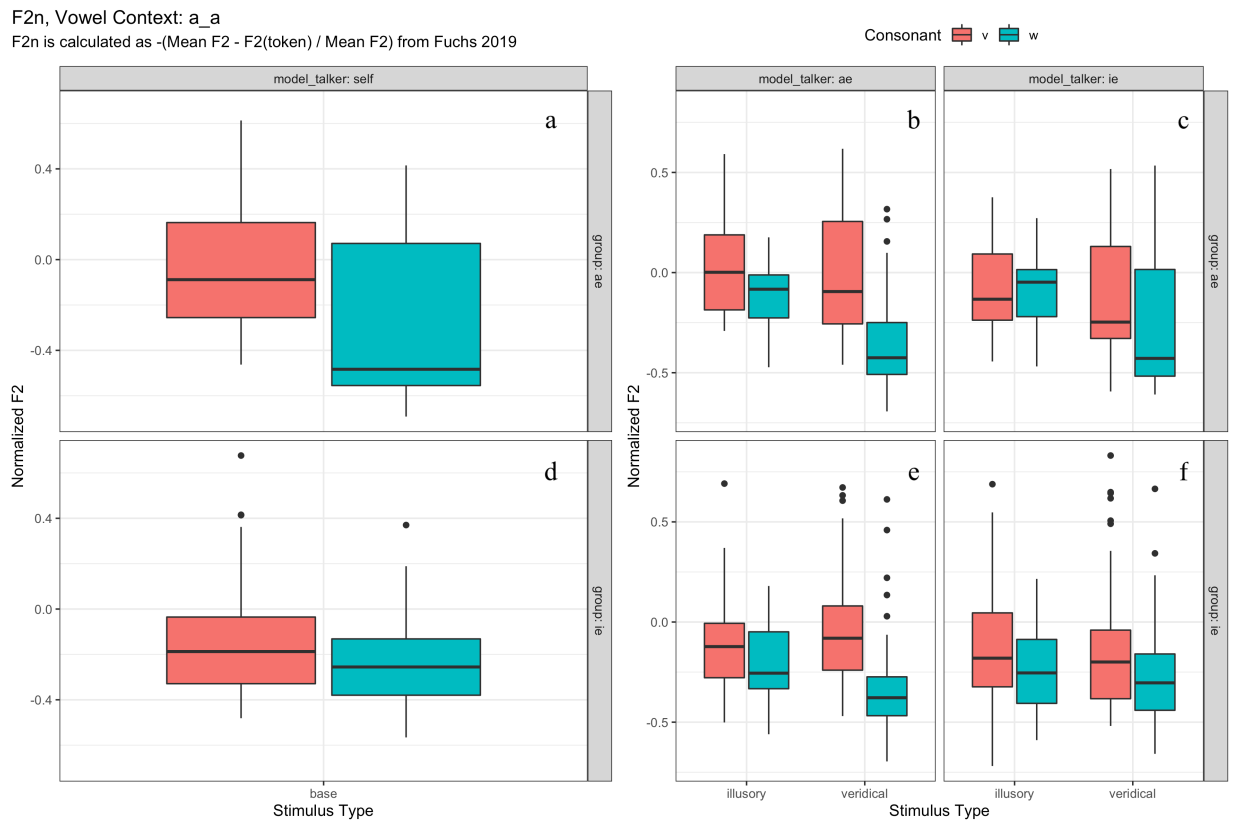 F2n, Vowel Context: a_a
F2n is calculated as -(Mean F2 - F2(token) / Mean F2) from Fuchs 2019
Consonant v w
model_talker: self
model_talker: ae
model_talker: ie
a
b
c
group: ae
group: ae
0.4
0.0
-0.4
0.5
0.0
-0.5
Normalized F2
Normalized F2
d
e
f
group: ie
group: ie
0.4
0.0
-0.4
0.5
0.0
-0.5
base
illusory
veridical
illusory
veridical
Stimulus Type
Stimulus Type